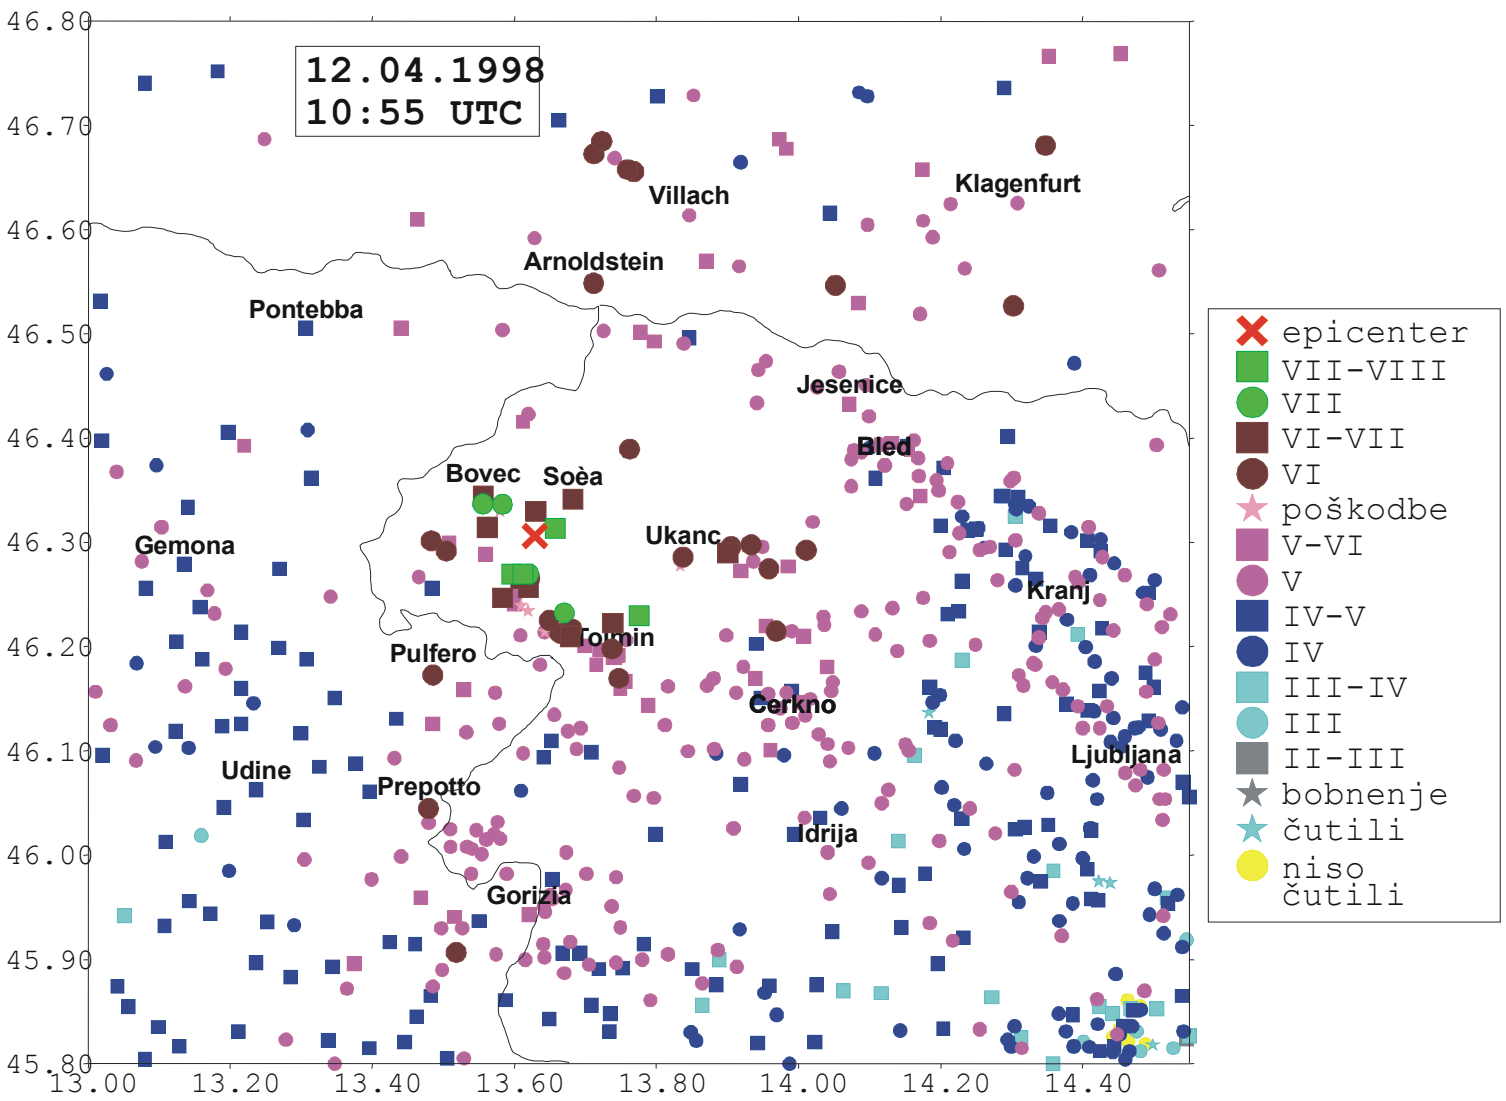 46.80
12.04.1998
10:55 UTC
46.70
Klagenfurt
Villach
46.60
Arnoldstein
Pontebba
46.50
Jesenice
46.40
Bled
Bovec
Soèa
Ukanc
46.30
Gemona
Kranj
46.20
Tolmin
Pulfero
Cerkno
46.10
Ljubljana
Udine
Prepotto
Idrija
46.00
Gorizia
45.90
45.80
13.00
13.20
13.40
13.60
13.80
14.00
14.20
14.40
epicenter
VII-VIII
VII
VI-VII
VI
poškodbe
V-VI
V
IV-V
IV
III-IV
III
II-III
bobnenje
čutili
niso
čutili